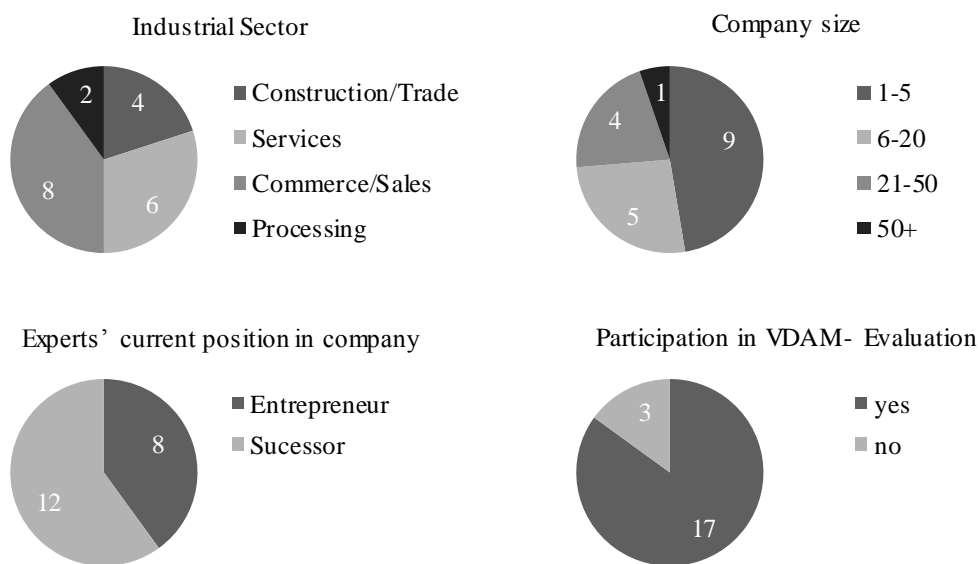 Industrial Sector
2
4
8
6
Construction/Trade
Services
Commerce/Sales
Processing
Company size
1
4
9
5
1-5
6-20
21-50
50+
Experts' current position in company
8
12
Entrepreneur
Sucessor
Participation in VDAM- Evaluation
3
17
yes
no